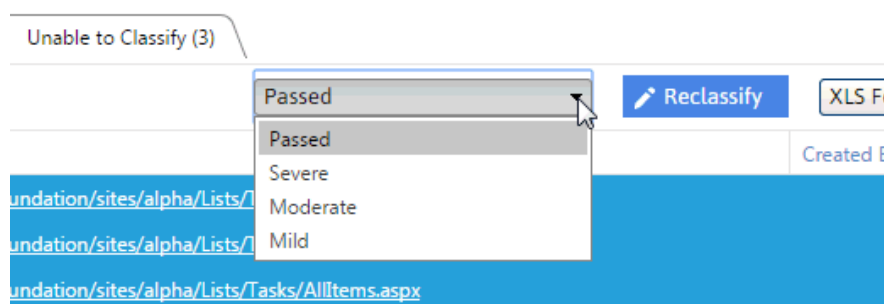 Unable to Classify (3)
Passed
Reclassify
XLS
Passed
Created
Severe
undation/sites/alpha/Lists/
Moderate
undation/sites/alpha/Lists/
Mild
undation/sites/alpha/Lists/Tasks/AllItems.aspx